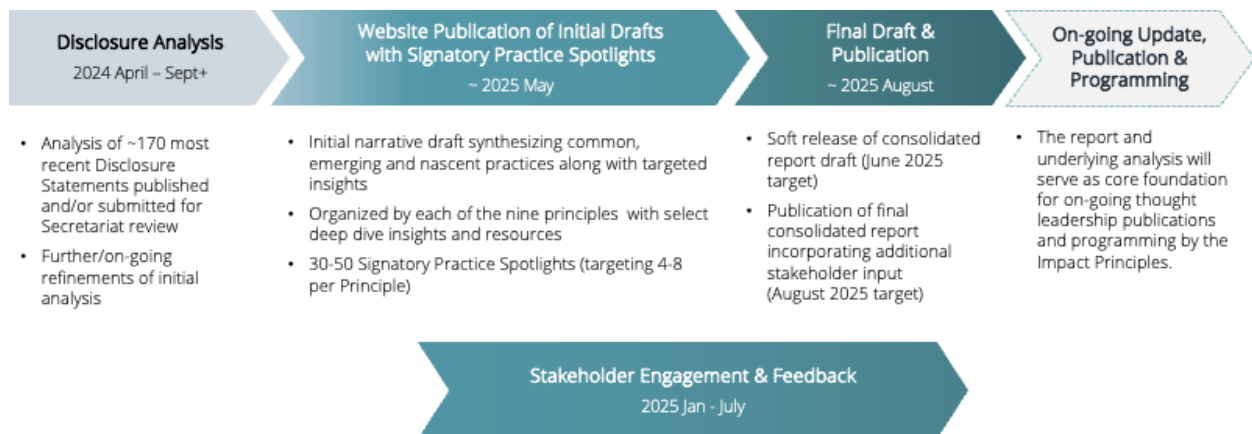 Disclosure Analysis
2024 April – Sept+
Website Publication of Initial Drafts
with Signatory Practice Spotlights
~ 2025 May
Final Draft &
Publication
~ 2025 August
On-going Update,
Publication &
Programming
• Analysis of ~170 most
recent Disclosure
Statements published
and/or submitted for
Secretariat review
• Further/on-going
refinements of initial
analysis
• Initial narrative draft synthesizing common,
emerging and nascent practices along with targeted
insights
• Organized by each of the nine principles with select
deep dive insights and resources
• 30-50 Signatory Practice Spotlights (targeting 4-8
per Principle)
• Soft release of consolidated
report draft (June 2025
target)
• Publication of final
consolidated report
incorporating additional
stakeholder input
(August 2025 target)
• The report and
underlying analysis will
serve as core foundation
for on-going thought
leadership publications
and programming by the
Impact Principles.
Stakeholder Engagement & Feedback
2025 Jan - July